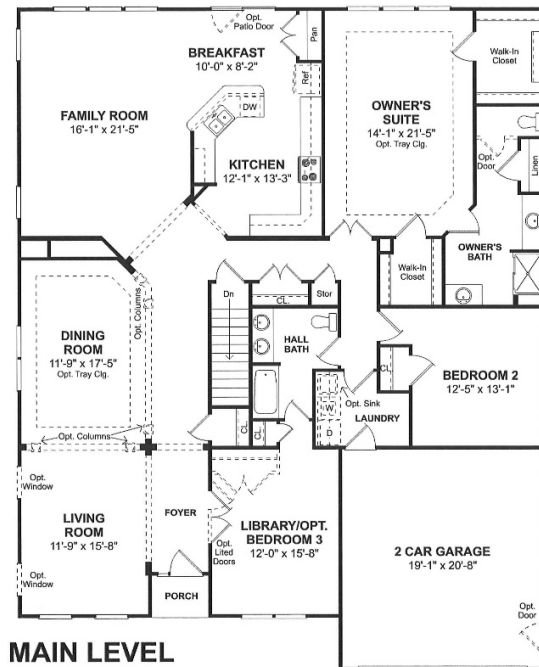 Opt.
Patio Door
Pan
BREAKFAST
10'-0" x 8'-2"
Ref
DW
FAMILY ROOM
16'-1" x 21'-5"
KITCHEN
12'-1" x 13'-3"
OWNER'S
SUITE
14'-1" x 21'-5"
Opt. Tray Clg.
Walk-In
Closet
Opt.
Door
Linen
OWNER'S
BATH
Walk-In
Closet
Dn
CL.
Stor
HALL
BATH
Opt. Columns
DINING
ROOM
11'-9" x 17'-5"
Opt. Tray Clg.
CL
BEDROOM 2
12'-5" x 13'-1"
Opt. Sink
W
D
LAUNDRY
CL
CL
Opt. Columns
Opt.
Window
LIVING
ROOM
11'-9" x 15'-8"
Opt.
Window
FOYER
Opt.
Lited
Doors
LIBRARY/OPT.
BEDROOM 3
12'-0" x 15'-8"
2 CAR GARAGE
19'-1" x 20'-8"
Opt.
Door
PORCH
MAIN LEVEL